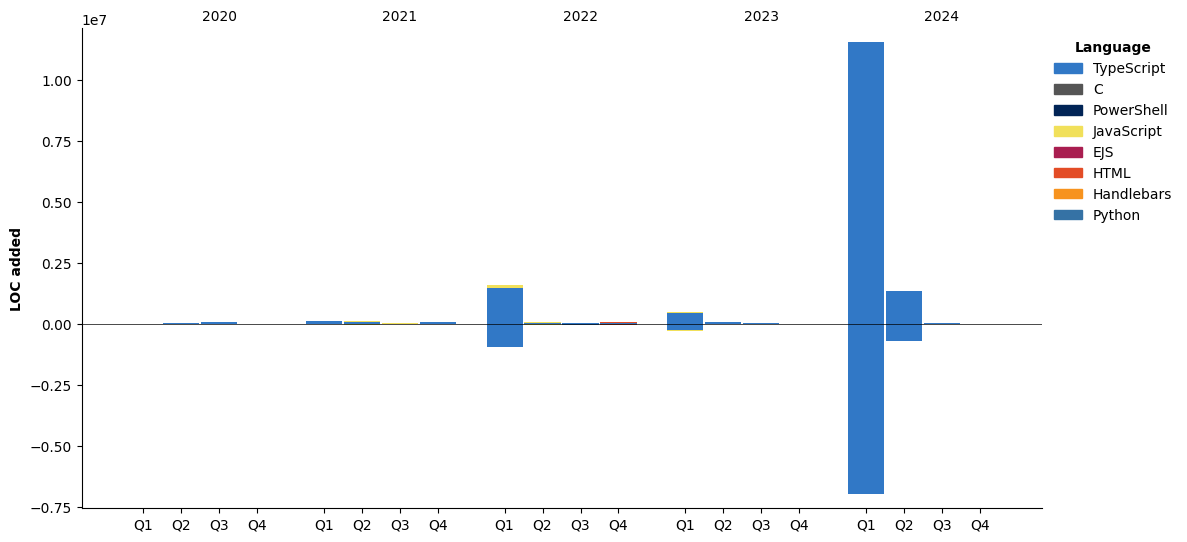 2020 2021 2022 2023 2024
1e7
Language
TypeScript
C
PowerShell
JavaScript
EJS
HTML
Handlebars
Python
LOC added
1.00
0.75
0.50
0.25
0.00
−0.25
−0.50
−0.75
Q1 Q2 Q3 Q4 Q1 Q2 Q3 Q4 Q1 Q2 Q3 Q4 Q1 Q2 Q3 Q4 Q1 Q2 Q3 Q4